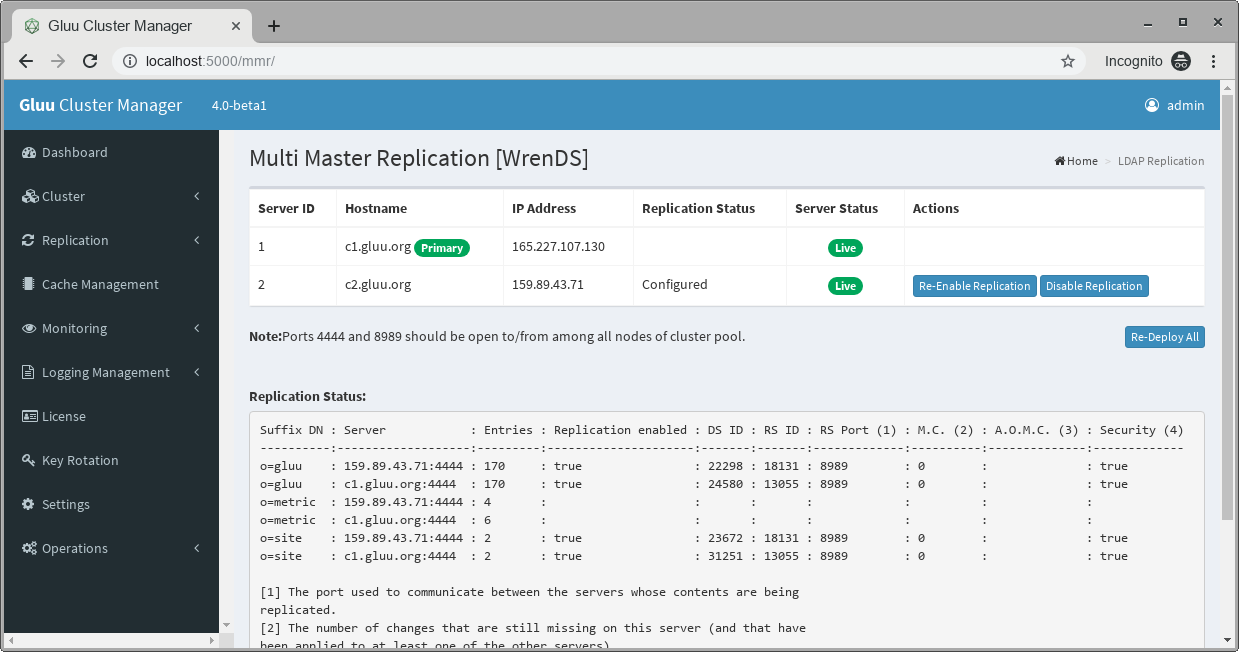 Gluu Cluster Manager
localhost:5000/mmr/
Incognito
Gluu Cluster Manager 4.0-beta1 admin
Dashboard
Cluster
Replication
Cache Management
Monitoring
Logging Management
License
Key Rotation
Settings
Operations
Multi Master Replication [WrenDS]
Home > LDAP Replication
Server ID Hostname IP Address Replication Status Server Status Actions
1 c1.gluu.org Primary 165.227.107.130 Live
2 c2.gluu.org 159.89.43.71 Configured Live Re-Enable Replication Disable Replication
Note:Ports 4444 and 8989 should be open to/from among all nodes of cluster pool.
Re-Deploy All
Replication Status:
Suffix DN : Server            : Entries : Replication enabled : DS ID : RS ID : RS Port (1) : M.C. (2) : A.O.M.C. (3) : Security (4)
----------:-------------------:---------:---------------------:-------:-------:-------------:----------:--------------:-------------
o=gluu    : 159.89.43.71:4444 : 170     : true                : 22298 : 18131 : 8989        : 0        :              : true
o=gluu    : c1.gluu.org:4444  : 170     : true                : 24580 : 13055 : 8989        : 0        :              : true
o=metric  : 159.89.43.71:4444 : 4       :                     :       :       :             :          :              :
o=metric  : c1.gluu.org:4444  : 6       :                     :       :       :             :          :              :
o=site    : 159.89.43.71:4444 : 2       : true                : 23672 : 18131 : 8989        : 0        :              : true
o=site    : c1.gluu.org:4444  : 2       : true                : 31251 : 13055 : 8989        : 0        :              : true
[1] The port used to communicate between the servers whose contents are being
replicated.
[2] The number of changes that are still missing on this server (and that have
been applied to at least one of the other servers)